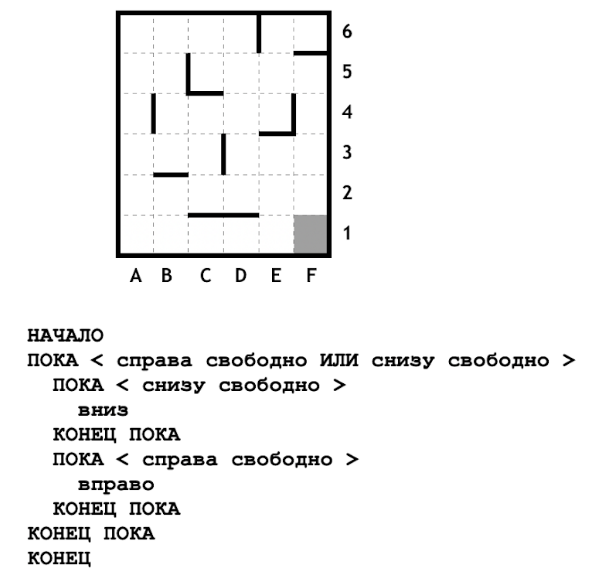 6
5
4
3
2
1
A B C D E F
НАЧАЛО
ПОКА < справа свободно ИЛИ снизу свободно >
ПОКА < снизу свободно >
вниз
КОНЕЦ ПОКА
ПОКА < справа свободно >
вправо
КОНЕЦ ПОКА
КОНЕЦ ПОКА
КОНЕЦ